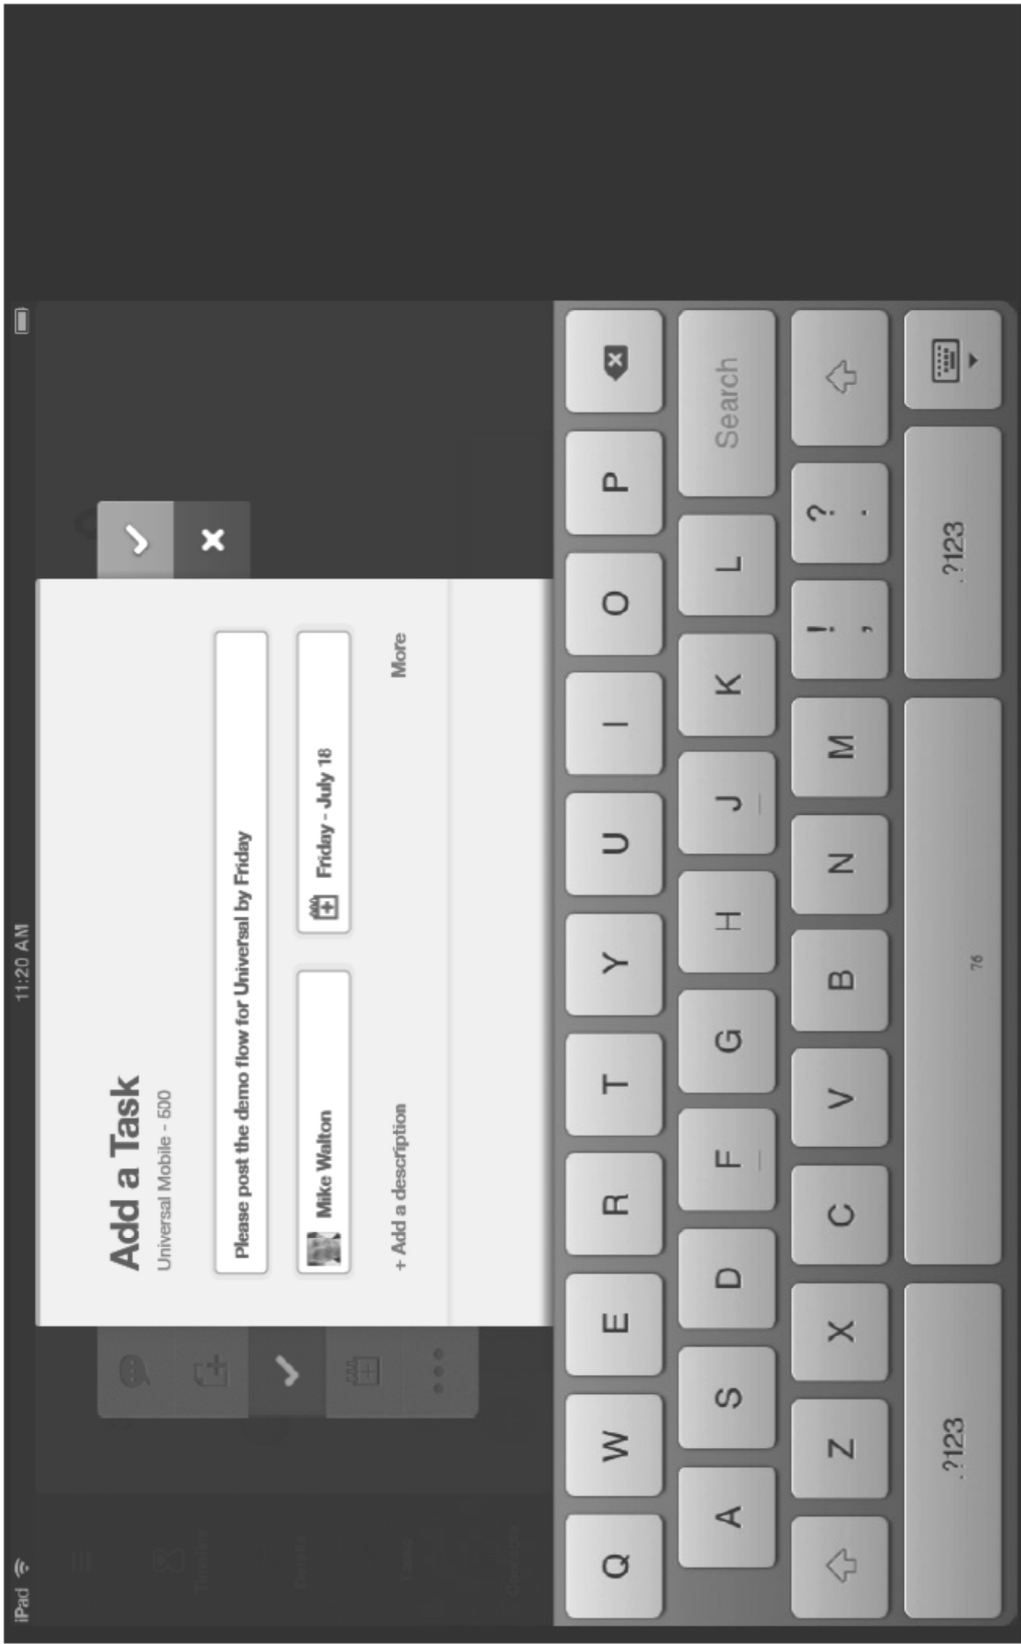 iPad 11:20 AM
Add a Task
Universal Mobile - 500
Please post the demo flow for Universal by Friday
Mike Walton Friday - July 18
+ Add a description More
Q W E R T Y U I O P
A S D F G H J K L Search
Z X C V B N M ! , ? .
.?123 76 .?123